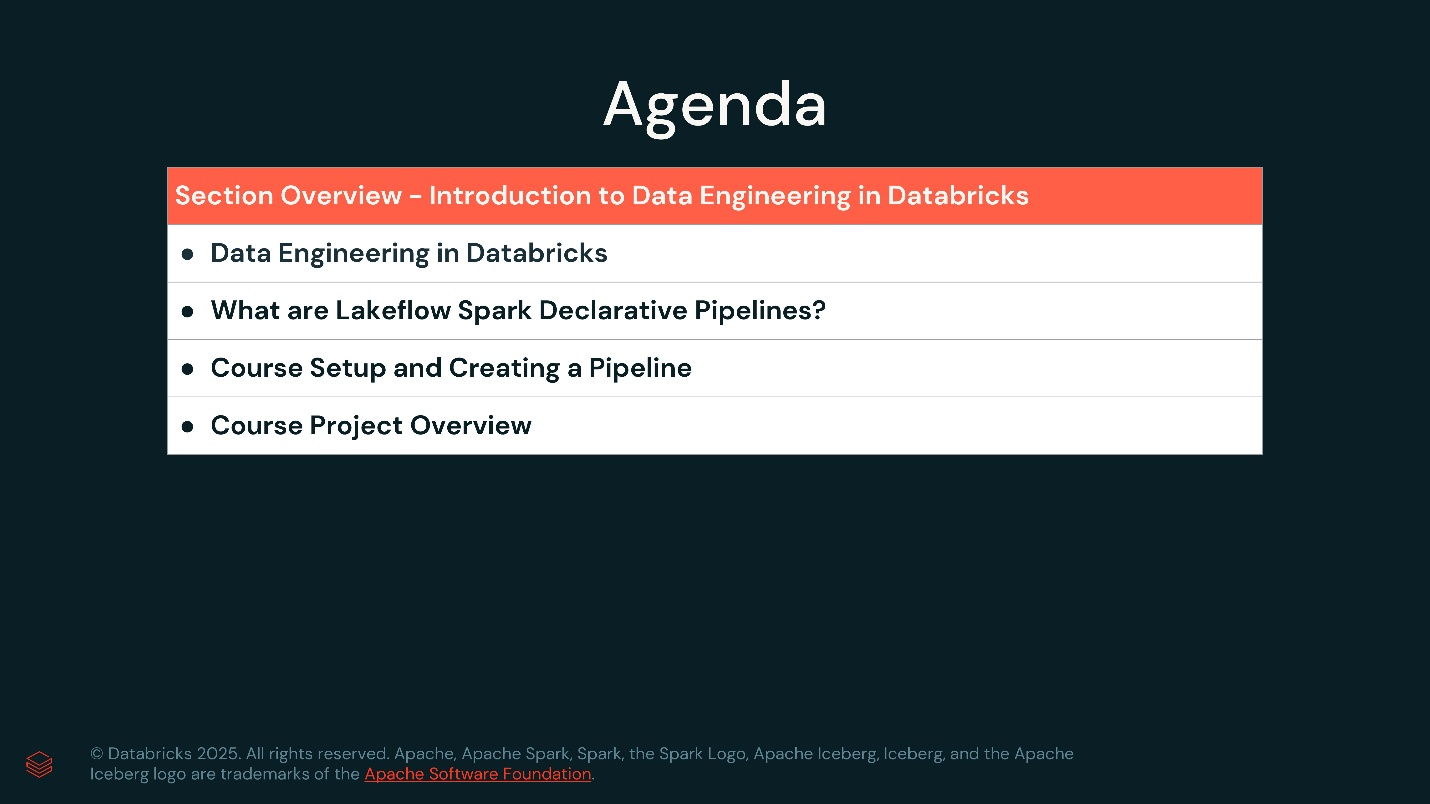 Agenda
Section Overview - Introduction to Data Engineering in Databricks
● Data Engineering in Databricks
● What are Lakeflow Spark Declarative Pipelines?
● Course Setup and Creating a Pipeline
● Course Project Overview
© Databricks 2025. All rights reserved. Apache, Apache Spark, Spark, the Spark Logo, Apache Iceberg, Iceberg, and the Apache
Iceberg logo are trademarks of the Apache Software Foundation.